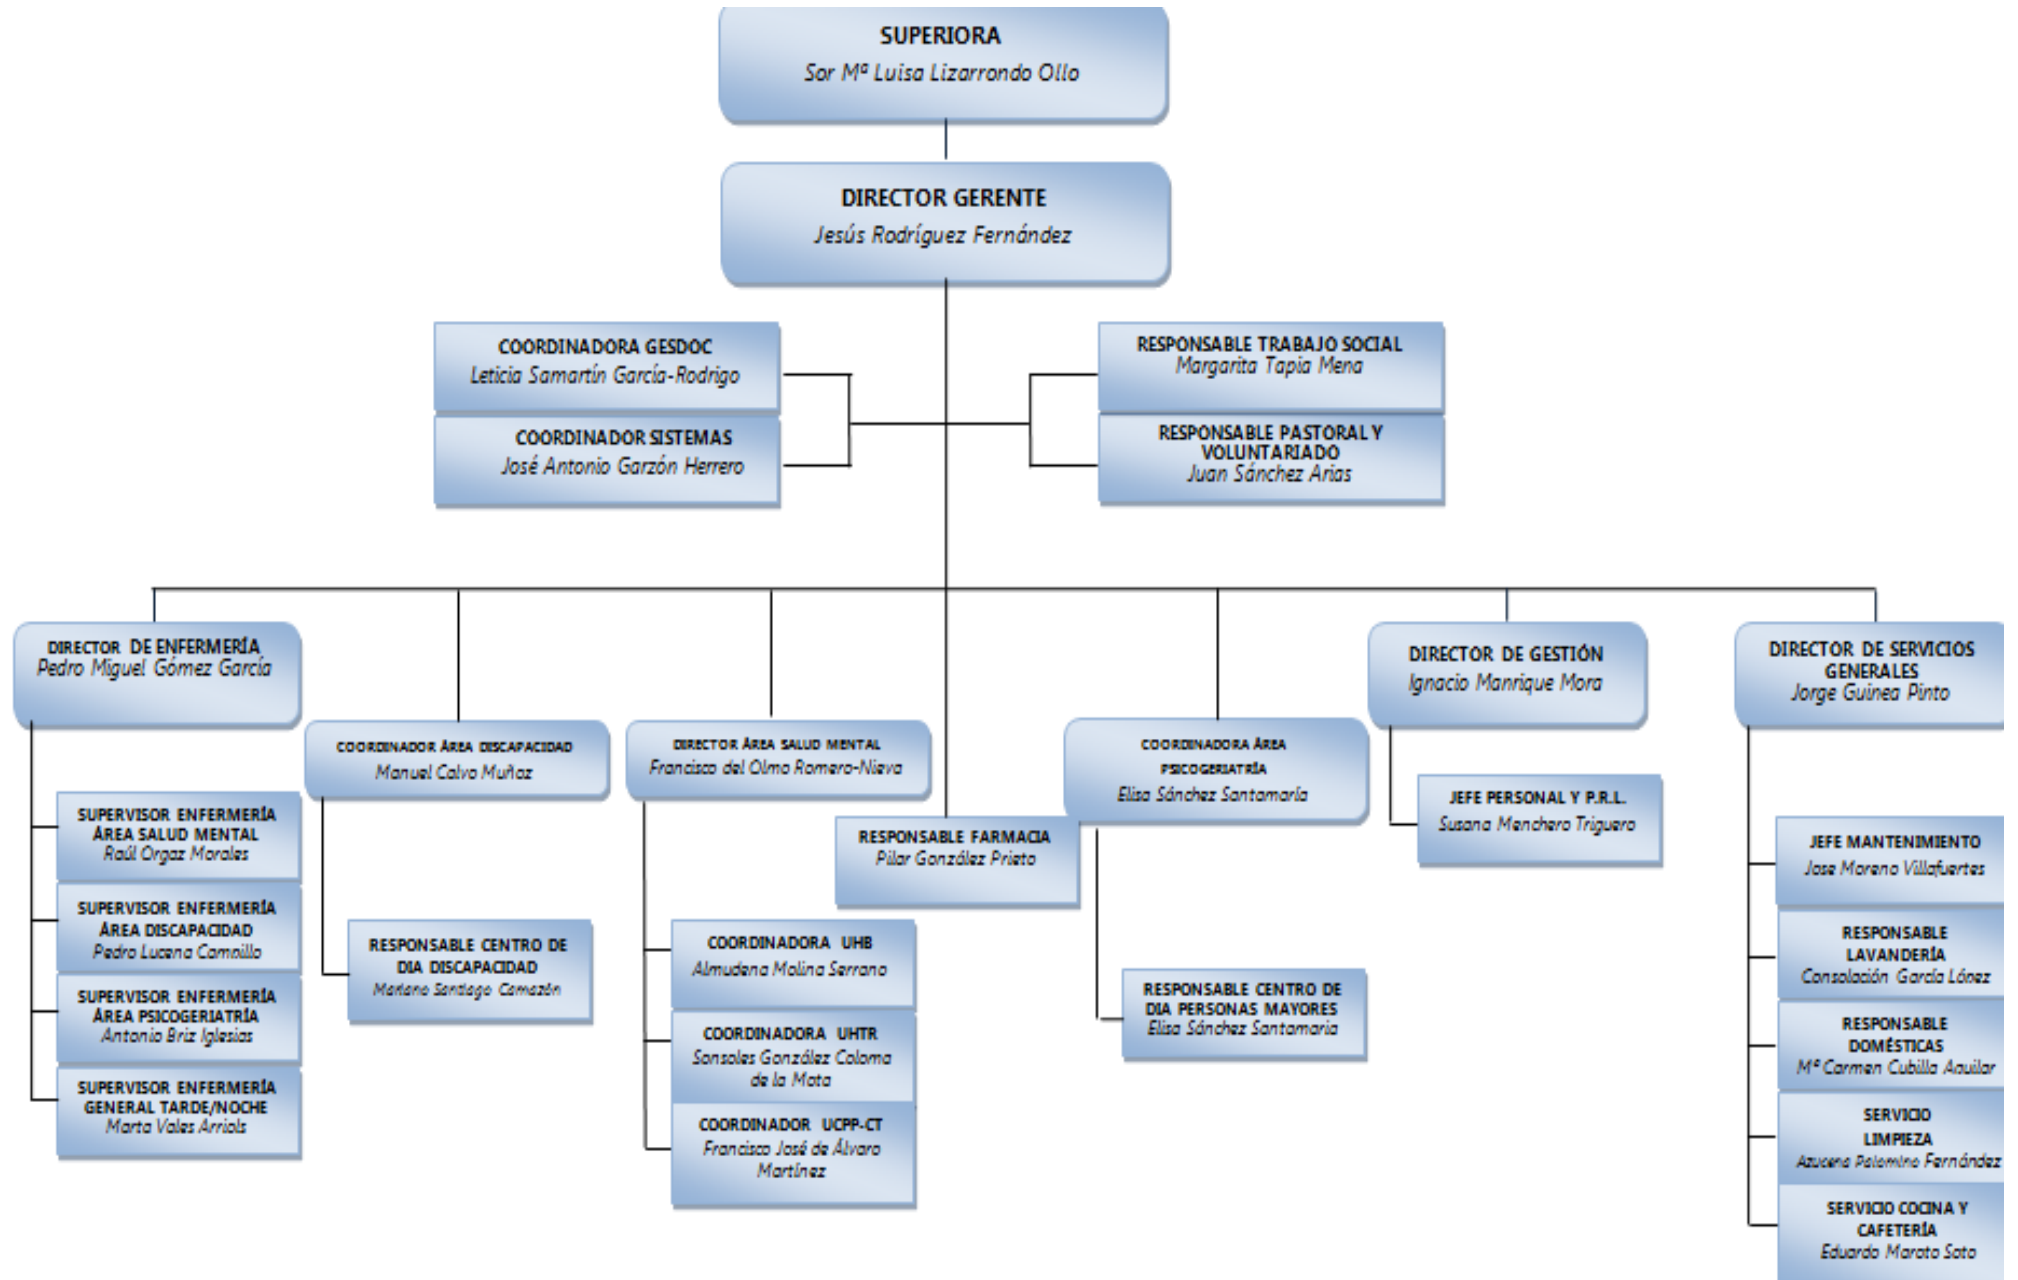 SUPERIORA
Sor Mª Luisa Lizarrondo Ollo
DIRECTOR GERENTE
Jesús Rodríguez Fernández
COORDINADORA GESDOC
Leticia Samartín García-Rodrigo
COORDINADOR SISTEMAS
José Antonio Garzón Herrero
RESPONSABLE TRABAJO SOCIAL
Margarita Tapia Mena
RESPONSABLE PASTORAL Y
VOLUNTARIADO
Juan Sánchez Arias
DIRECTOR DE ENFERMERÍA
Pedro Miguel Gómez García
SUPERVISOR ENFERMERÍA
ÁREA SALUD MENTAL
Raúl Orgaz Morales
SUPERVISOR ENFERMERÍA
ÁREA DISCAPACIDAD
Pedro Lucena Campillo
SUPERVISOR ENFERMERÍA
ÁREA PSICOGERIATRÍA
Antonio Briz Iglesias
SUPERVISOR ENFERMERÍA
GENERAL TARDE/NOCHE
Marta Vales Arriols
COORDINADOR ÁREA DISCAPACIDAD
Manuel Calvo Muñoz
RESPONSABLE CENTRO DE
DIA DISCAPACIDAD
Mariano Santiago Camazón
DIRECTOR ÁREA SALUD MENTAL
Francisco del Olmo Romero-Nieva
COORDINADORA UHB
Almudena Molina Serrano
COORDINADORA UHTR
Sonsoles González Coloma
de la Mata
COORDINADOR UCPP-CT
Francisco José de Álvaro
Martínez
RESPONSABLE FARMACIA
Pilar González Prieto
COORDINADORA ÁREA
PSICOGERIATRÍA
Elisa Sánchez Santamaría
RESPONSABLE CENTRO DE
DIA PERSONAS MAYORES
Elisa Sánchez Santamaria
DIRECTOR DE GESTIÓN
Ignacio Manrique Mora
JEFE PERSONAL Y P.R.L.
Susana Menchero Triguero
DIRECTOR DE SERVICIOS
GENERALES
Jorge Guinea Pinto
JEFE MANTENIMIENTO
Jose Moreno Villafuertes
RESPONSABLE
LAVANDERÍA
Consolación García López
RESPONSABLE
DOMÉSTICAS
Mª Carmen Cubilla Aguilar
SERVICIO
LIMPIEZA
Azucena Palomino Fernández
SERVICIO COCINA Y
CAFETERÍA
Eduardo Maroto Soto